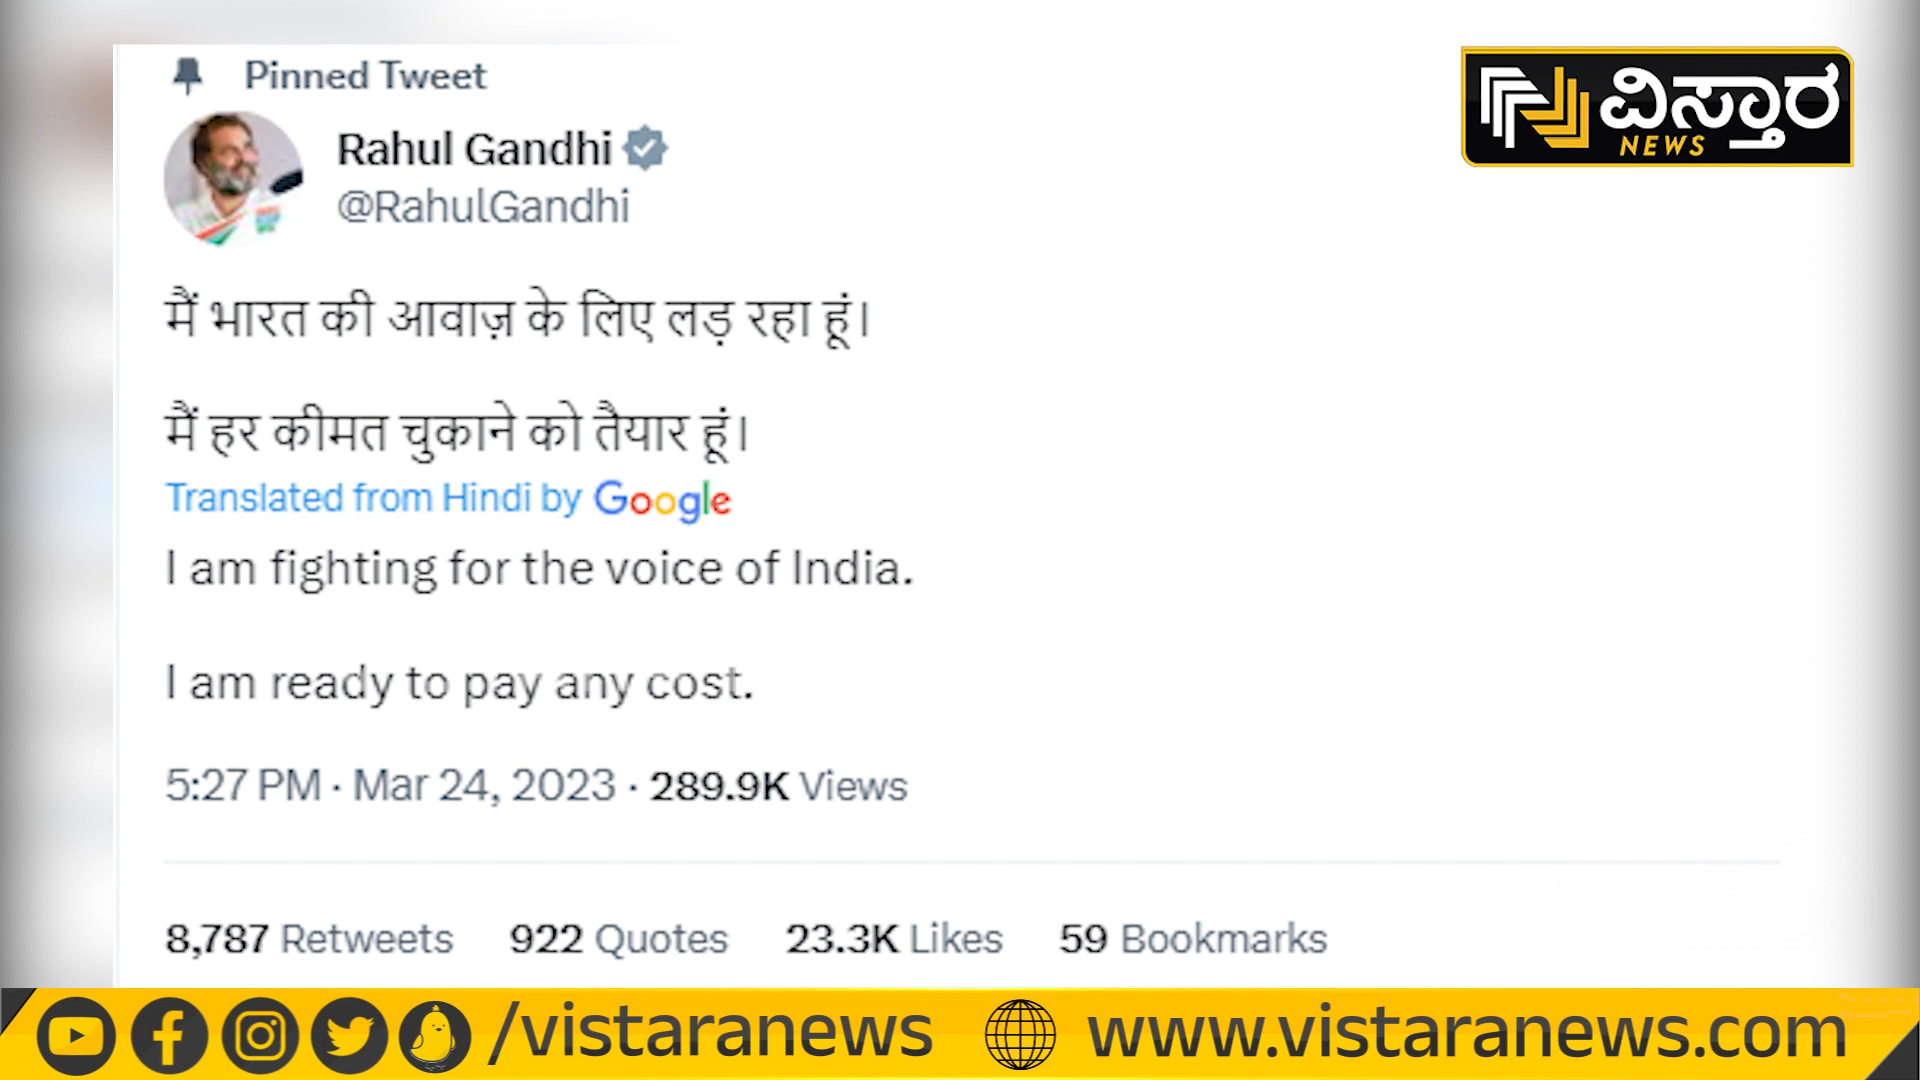 Pinned Tweet
Rahul Gandhi
@RahulGandhi
मैं भारत की आवाज़ के लिए लड़ रहा हूं।
मैं हर कीमत चुकाने को तैयार हूं।
Translated from Hindi by Google
I am fighting for the voice of India.
I am ready to pay any cost.
5:27 PM · Mar 24, 2023 · 289.9K Views
8,787 Retweets 922 Quotes 23.3K Likes 59 Bookmarks
ವಿಸ್ತಾರ
NEWS
/vistaranews www.vistaranews.com